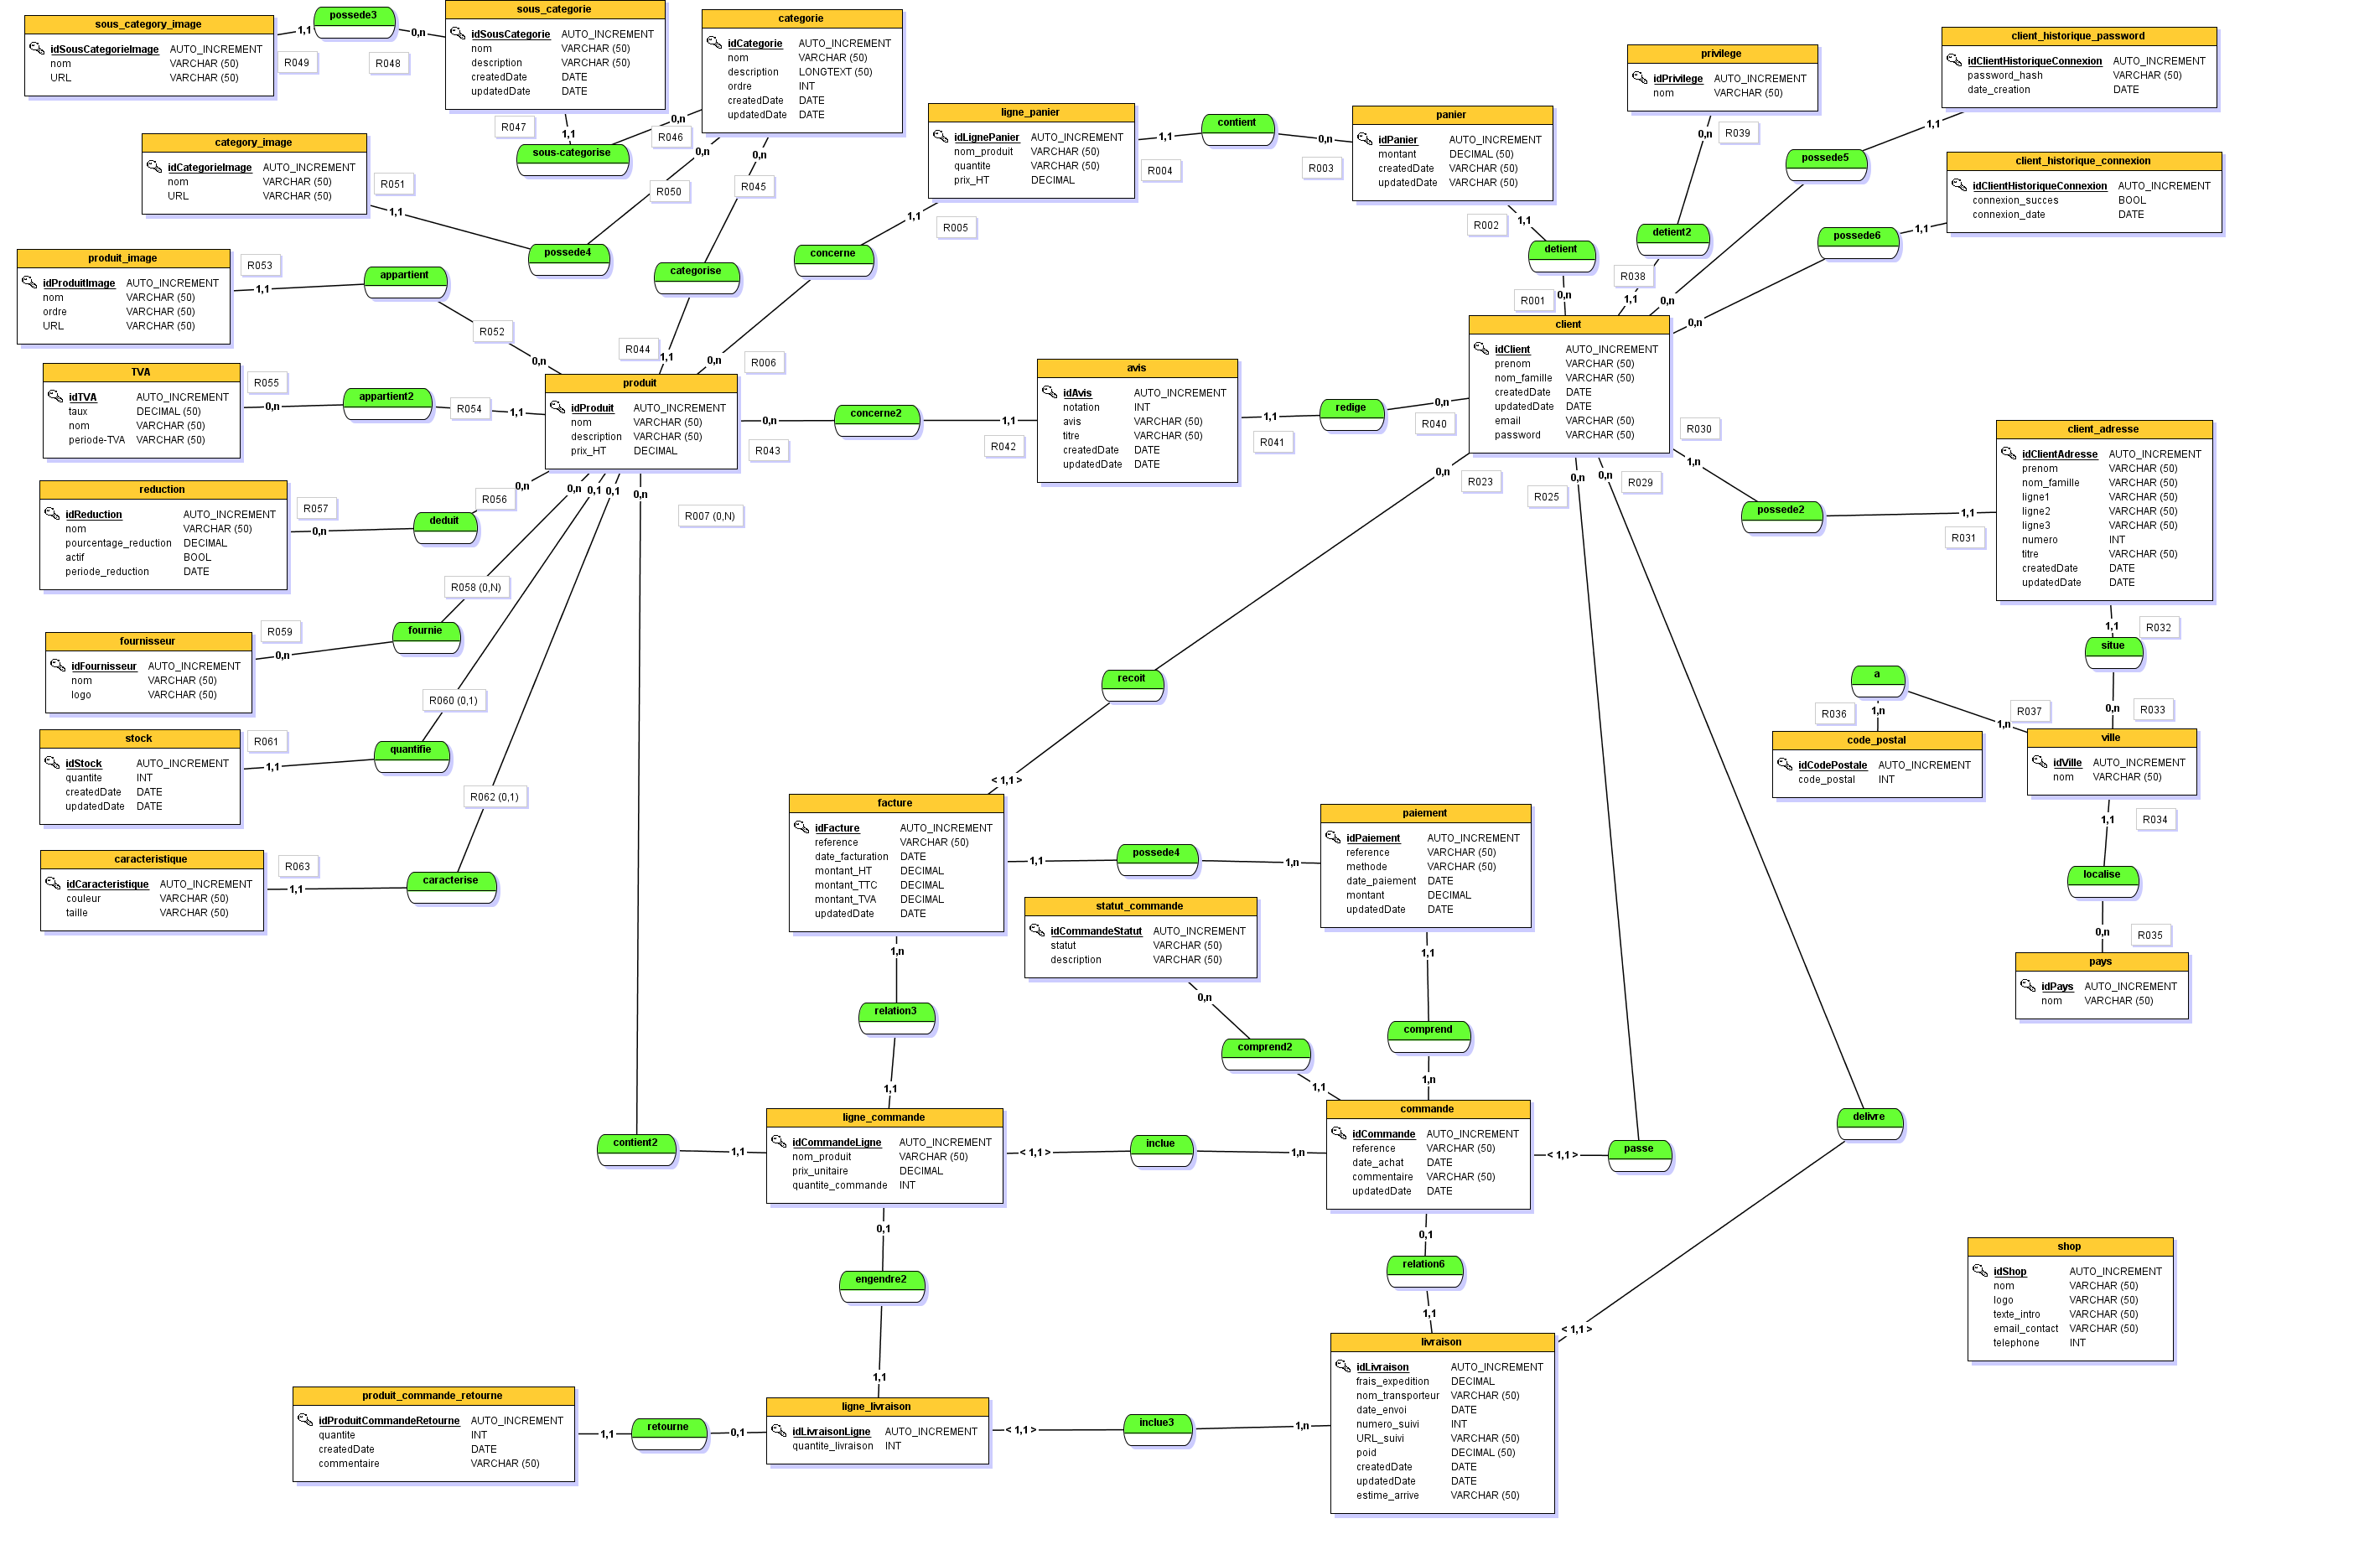 sous_category_image
idSousCategorieImage AUTO_INCREMENT
nom VARCHAR (50)
URL VARCHAR (50)
1,1
R049
possede3
0,n
R048
sous_categorie
idSousCategorie AUTO_INCREMENT
nom VARCHAR (50)
description VARCHAR (50)
createdDate DATE
updatedDate DATE
R047
1,1
sous-categorise
0,n
R046
categorie
idCategorie AUTO_INCREMENT
nom VARCHAR (50)
description LONGTEXT (50)
ordre INT
createdDate DATE
updatedDate DATE
category_image
idCategorieImage AUTO_INCREMENT
nom VARCHAR (50)
URL VARCHAR (50)
R051
1,1
possede4
R050
0,n
0,n
R045
categorise
R044
1,1
ligne_panier
idLignePanier AUTO_INCREMENT
nom_produit VARCHAR (50)
quantite VARCHAR (50)
prix_HT DECIMAL
1,1
R004
contient
0,n
R003
panier
idPanier AUTO_INCREMENT
montant DECIMAL (50)
createdDate VARCHAR (50)
updatedDate VARCHAR (50)
1,1
R005
concerne
0,n
R006
R002
1,1
detient
R001
0,n
privilege
idPrivilege AUTO_INCREMENT
nom VARCHAR (50)
0,n
R039
detient2
R038
1,1
client_historique_password
idClientHistoriqueConnexion AUTO_INCREMENT
password_hash VARCHAR (50)
date_creation DATE
1,1
possede5
0,n
client_historique_connexion
idClientHistoriqueConnexion AUTO_INCREMENT
connexion_succes BOOL
connexion_date DATE
1,1
possede6
0,n
produit_image
idProduitImage AUTO_INCREMENT
nom VARCHAR (50)
ordre VARCHAR (50)
URL VARCHAR (50)
R053
1,1
appartient
R052
0,n
TVA
idTVA AUTO_INCREMENT
taux DECIMAL (50)
nom VARCHAR (50)
periode-TVA VARCHAR (50)
R055
0,n
appartient2
R054
1,1
produit
idProduit AUTO_INCREMENT
nom VARCHAR (50)
description VARCHAR (50)
prix_HT DECIMAL
0,n
R043
concerne2
1,1
R042
avis
idAvis AUTO_INCREMENT
notation INT
avis VARCHAR (50)
titre VARCHAR (50)
createdDate DATE
updatedDate DATE
1,1
R041
redige
0,n
R040
client
idClient AUTO_INCREMENT
prenom VARCHAR (50)
nom_famille VARCHAR (50)
createdDate DATE
updatedDate DATE
email VARCHAR (50)
password VARCHAR (50)
R030
1,n
possede2
1,1
R031
client_adresse
idClientAdresse AUTO_INCREMENT
prenom VARCHAR (50)
nom_famille VARCHAR (50)
ligne1 VARCHAR (50)
ligne2 VARCHAR (50)
ligne3 VARCHAR (50)
numero INT
titre VARCHAR (50)
createdDate DATE
updatedDate DATE
reduction
idReduction AUTO_INCREMENT
nom VARCHAR (50)
pourcentage_reduction DECIMAL
actif BOOL
periode_reduction DATE
R057
0,n
deduit
R056
0,n
0,n
0,1
0,1
0,n
R007 (0,N)
0,n
R023
0,n
R025
0,n
R029
R058 (0,N)
fournisseur
idFournisseur AUTO_INCREMENT
nom VARCHAR (50)
logo VARCHAR (50)
R059
0,n
fournie
R060 (0,1)
stock
idStock AUTO_INCREMENT
quantite INT
createdDate DATE
updatedDate DATE
R061
1,1
quantifie
R062 (0,1)
caracteristique
idCaracteristique AUTO_INCREMENT
couleur VARCHAR (50)
taille VARCHAR (50)
R063
1,1
caracterise
recoit
< 1,1 >
1,1
R032
situe
0,n
R033
a
R036
1,n
R037
1,n
code_postal
idCodePostale AUTO_INCREMENT
code_postal INT
ville
idVille AUTO_INCREMENT
nom VARCHAR (50)
1,1
R034
localise
0,n
R035
pays
idPays AUTO_INCREMENT
nom VARCHAR (50)
facture
idFacture AUTO_INCREMENT
reference VARCHAR (50)
date_facturation DATE
montant_HT DECIMAL
montant_TTC DECIMAL
montant_TVA DECIMAL
updatedDate DATE
1,1
possede4
1,n
paiement
idPaiement AUTO_INCREMENT
reference VARCHAR (50)
methode VARCHAR (50)
date_paiement DATE
montant DECIMAL
updatedDate DATE
statut_commande
idCommandeStatut AUTO_INCREMENT
statut VARCHAR (50)
description VARCHAR (50)
1,n
relation3
1,1
0,n
comprend2
1,1
1,1
comprend
1,n
contient2
1,1
ligne_commande
idCommandeLigne AUTO_INCREMENT
nom_produit VARCHAR (50)
prix_unitaire DECIMAL
quantite_commande INT
< 1,1 >
inclue
1,n
commande
idCommande AUTO_INCREMENT
reference VARCHAR (50)
date_achat DATE
commentaire VARCHAR (50)
updatedDate DATE
< 1,1 >
passe
delivre
0,1
engendre2
1,1
0,1
relation6
1,1
< 1,1 >
shop
idShop AUTO_INCREMENT
nom VARCHAR (50)
logo VARCHAR (50)
texte_intro VARCHAR (50)
email_contact VARCHAR (50)
telephone INT
produit_commande_retourne
idProduitCommandeRetourne AUTO_INCREMENT
quantite INT
createdDate DATE
commentaire VARCHAR (50)
1,1
retourne
0,1
ligne_livraison
idLivraisonLigne AUTO_INCREMENT
quantite_livraison INT
< 1,1 >
inclue3
1,n
livraison
idLivraison AUTO_INCREMENT
frais_expedition DECIMAL
nom_transporteur VARCHAR (50)
date_envoi DATE
numero_suivi INT
URL_suivi VARCHAR (50)
poid DECIMAL (50)
createdDate DATE
updatedDate DATE
estime_arrive VARCHAR (50)